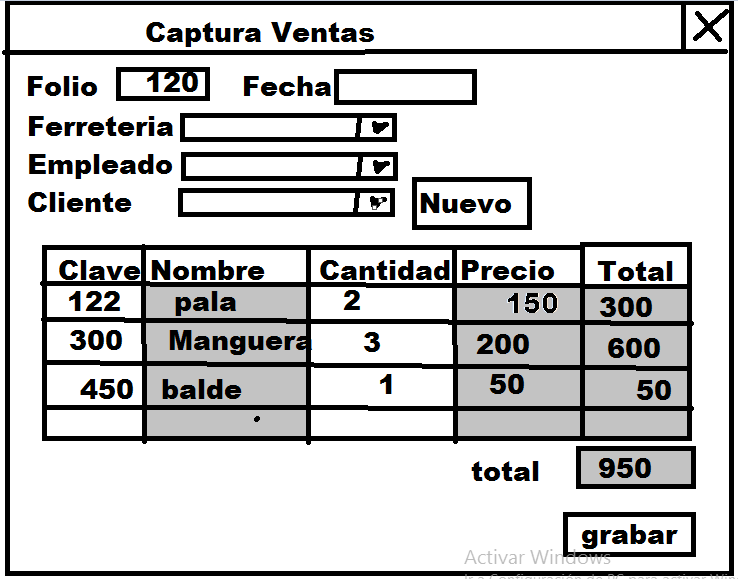 Captura Ventas
Folio 120 Fecha
Ferreteria
Empleado
Cliente Nuevo
Clave Nombre Cantidad Precio Total
122 pala 2 150 300
300 Manguera 3 200 600
450 balde 1 50 50
total 950
grabar
Activar Windows